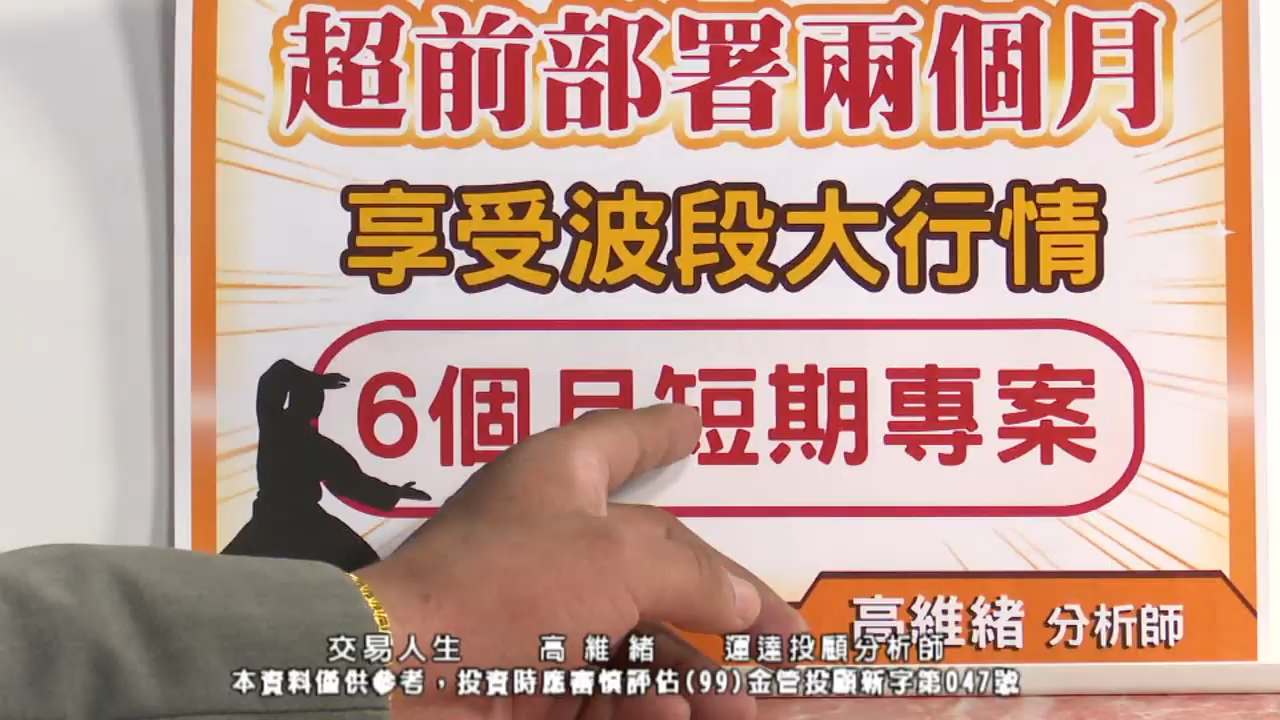 超前部署兩個月
享受波段大行情
6個月短期專案
高維緒 分析師
交易人生 高維緒 運達投顧分析師
本資料僅供參考，投資時應審慎評估(99)金管投顧新字第047號